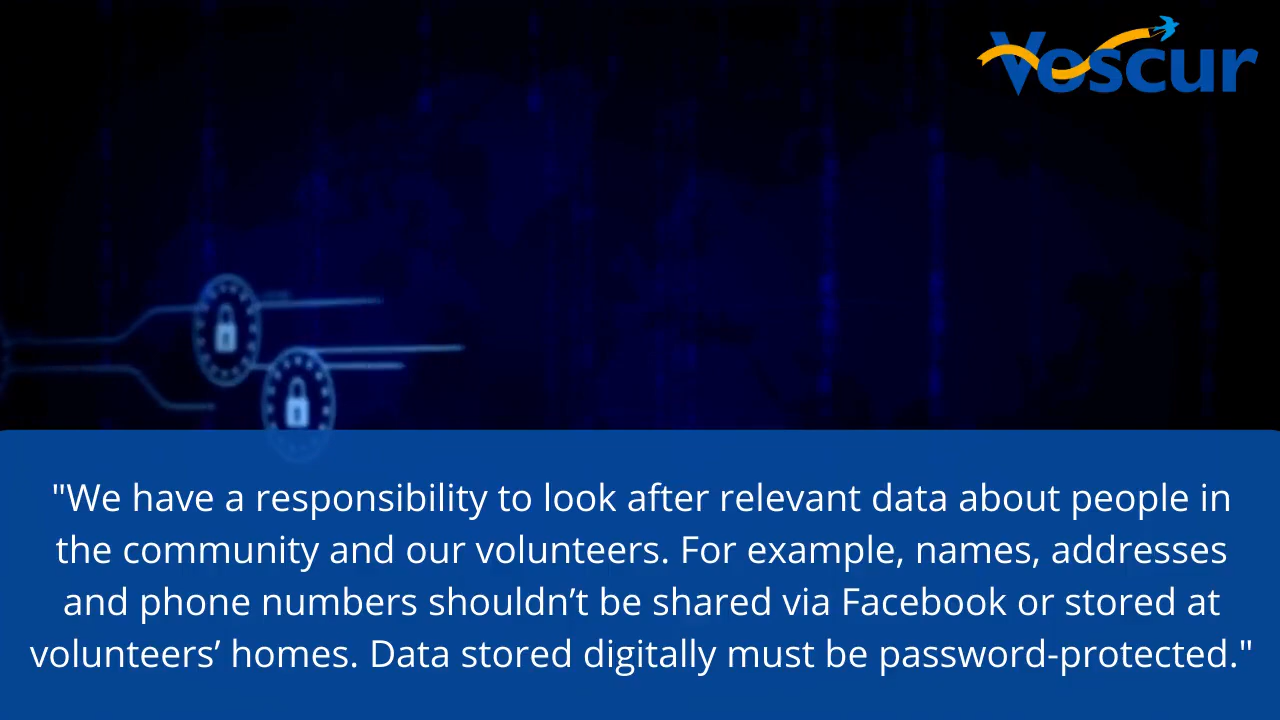 Voscur
"We have a responsibility to look after relevant data about people in
the community and our volunteers. For example, names, addresses
and phone numbers shouldn’t be shared via Facebook or stored at
volunteers’ homes. Data stored digitally must be password-protected."